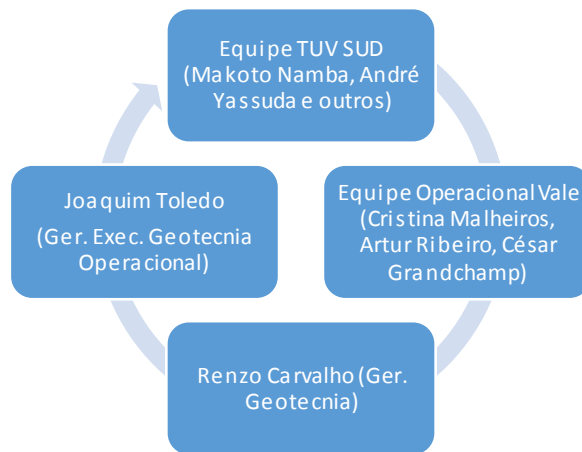 Equipe TUV SUD
(Makoto Namba, André
Yassuda e outros)
Equipe Operacional Vale
(Cristina Malheiros,
Artur Ribeiro, César
Grandchamp)
Renzo Carvalho (Ger.
Geotecnia)
Joaquim Toledo
(Ger. Exec. Geotecnia
Operacional)